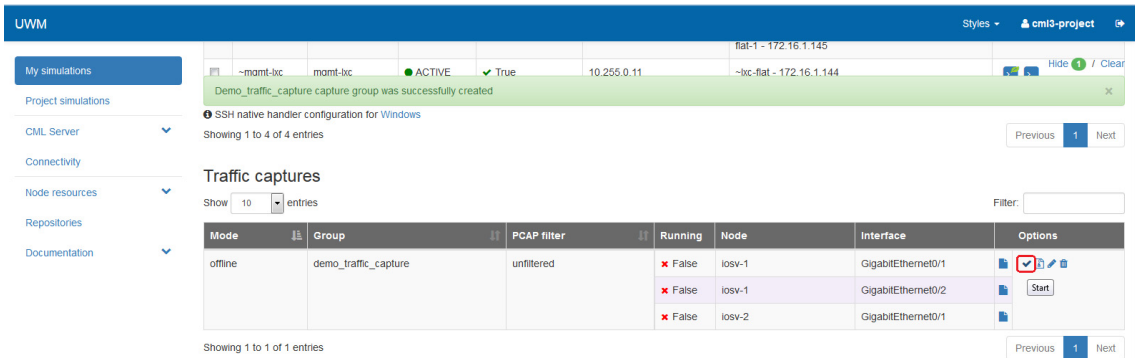 UWM Styles cml3-project
flat-1 - 172.16.1.145
My simulations
~mgmt-lxc mgmt-lxc ACTIVE True 10.255.0.11 ~lxc-flat - 172.16.1.144
Hide 1 / Clear
Demo_traffic_capture capture group was successfully created ×
Project simulations
SSH native handler configuration for Windows
CML Server
Showing 1 to 4 of 4 entries Previous 1 Next
Connectivity
Traffic captures
Node resources
Show 10 entries Filter:
Repositories
Mode Group PCAP filter Running Node Interface Options
Documentation
offline demo_traffic_capture unfiltered False iosv-1 GigabitEthernet0/1
False iosv-1 GigabitEthernet0/2 Start
False iosv-2 GigabitEthernet0/1
Showing 1 to 1 of 1 entries Previous 1 Next